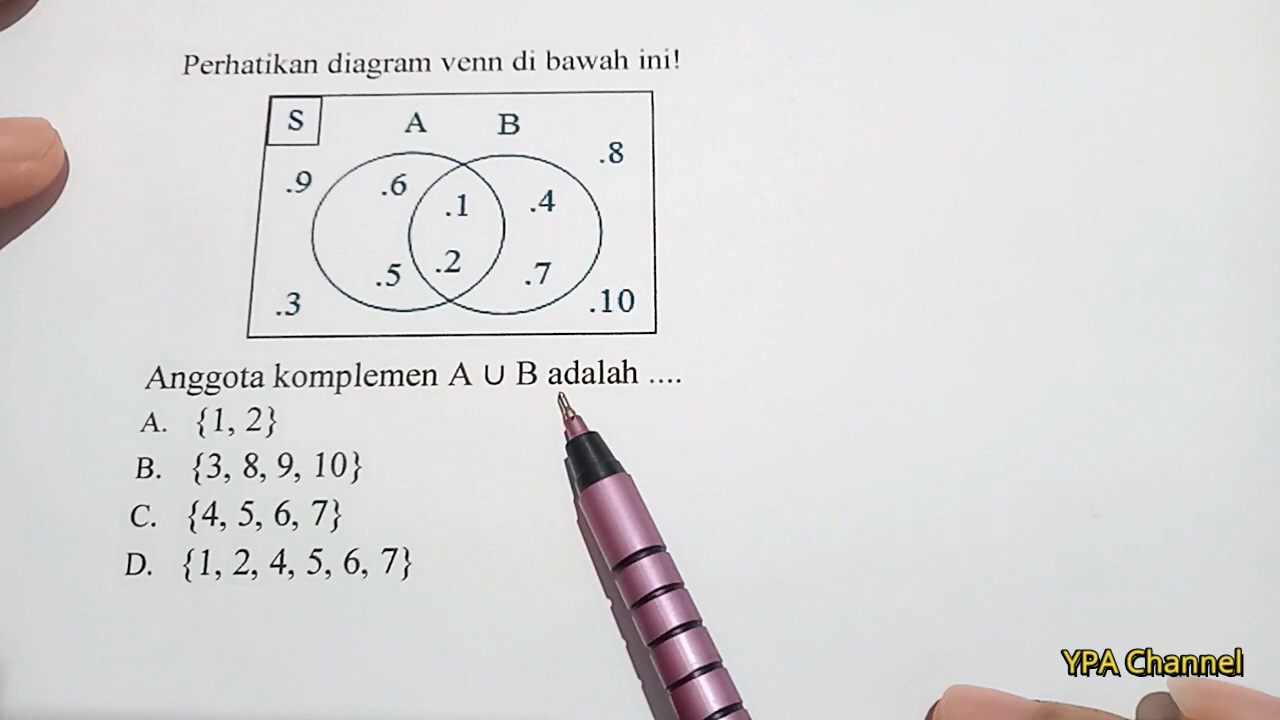 Perhatikan diagram venn di bawah ini!
S A B
.8
.9 .6 .1 .4
.5 .2 .7
.3 .10
Anggota komplemen A ∪ B adalah ....
A. {1, 2}
B. {3, 8, 9, 10}
C. {4, 5, 6, 7}
D. {1, 2, 4, 5, 6, 7}
YPA Channel